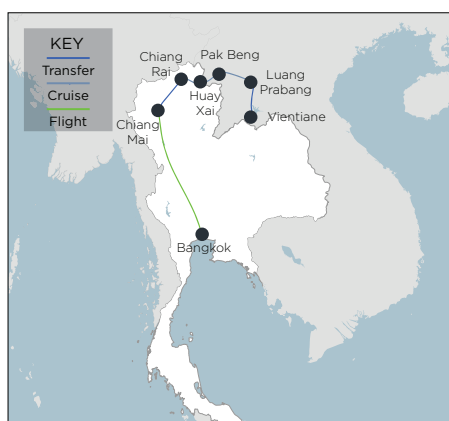 KEY
Transfer
Cruise
Flight
Chiang
Rai
Pak Beng
Luang
Prabang
Huay
Xai
Vientiane
Chiang
Mai
Bangkok